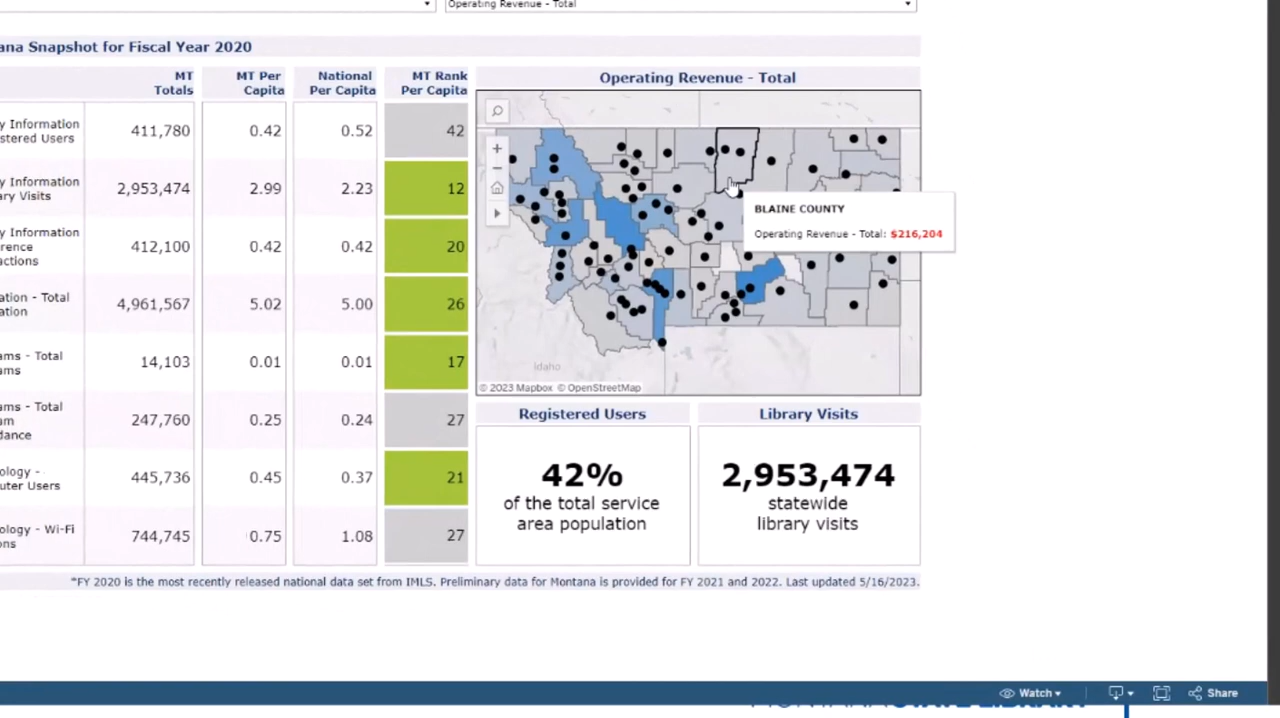 Operating Revenue - Total
ana Snapshot for Fiscal Year 2020
MT Totals
MT Per Capita
National Per Capita
MT Rank Per Capita
y Information
stered Users
411,780
0.42
0.52
42
y Information
ary Visits
2,953,474
2.99
2.23
12
y Information
erence
actions
412,100
0.42
0.42
20
ation - Total
ation
4,961,567
5.02
5.00
26
ams - Total
ams
14,103
0.01
0.01
17
ams - Total
am
dance
247,760
0.25
0.24
27
ology -
uter Users
445,736
0.45
0.37
21
ology - Wi-Fi
ons
744,745
0.75
1.08
27
Operating Revenue - Total
BLAINE COUNTY
Operating Revenue - Total: $216,204
Idaho
© 2023 Mapbox © OpenStreetMap
Registered Users
42%
of the total service
area population
Library Visits
2,953,474
statewide
library visits
*FY 2020 is the most recently released national data set from IMLS. Preliminary data for Montana is provided for FY 2021 and 2022. Last updated 5/16/2023.
Watch
Share